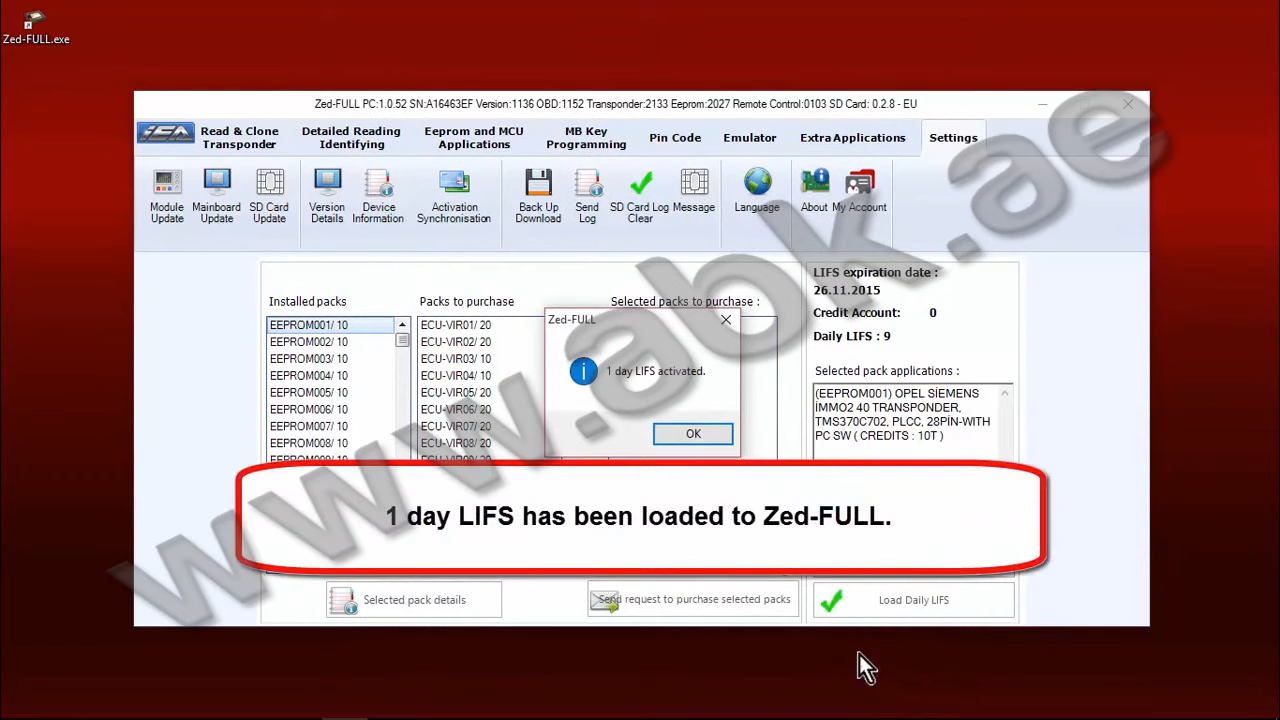 Zed-FULL.exe
Zed-FULL PC:1.0.52 SN:A16463EF Version:1136 OBD:1152 Transponder:2133 Eeprom:2027 Remote Control:0103 SD Card: 0.2.8 - EU
Read & Clone
Transponder
Detailed Reading
Identifying
Eeprom and MCU
Applications
MB Key
Programming
Pin Code
Emulator
Extra Applications
Settings
Module
Update
Mainboard
Update
SD Card
Update
Version
Details
Device
Information
Activation
Synchronisation
Back Up
Download
Send
Log
SD Card Log
Clear
Message
Language
About
My Account
Installed packs
EEPROM001/ 10
EEPROM002/ 10
EEPROM003/ 10
EEPROM004/ 10
EEPROM005/ 10
EEPROM006/ 10
EEPROM007/ 10
EEPROM008/ 10
EEPROM009/ 10
Packs to purchase
ECU-VIR01/ 20
ECU-VIR02/ 20
ECU-VIR03/ 10
ECU-VIR04/ 10
ECU-VIR05/ 20
ECU-VIR06/ 20
ECU-VIR07/ 20
ECU-VIR08/ 20
ECU-VIR09/ 20
Selected packs to purchase :
Zed-FULL
1 day LIFS activated.
OK
LIFS expiration date :
26.11.2015
Credit Account: 0
Daily LIFS : 9
Selected pack applications :
(EEPROM001) OPEL SİEMENS
İMMO2 40 TRANSPONDER,
TMS370C702, PLCC, 28PİN-WITH
PC SW ( CREDITS : 10T )
1 day LIFS has been loaded to Zed-FULL.
Selected pack details
Send request to purchase selected packs
Load Daily LIFS
www.abk.ae